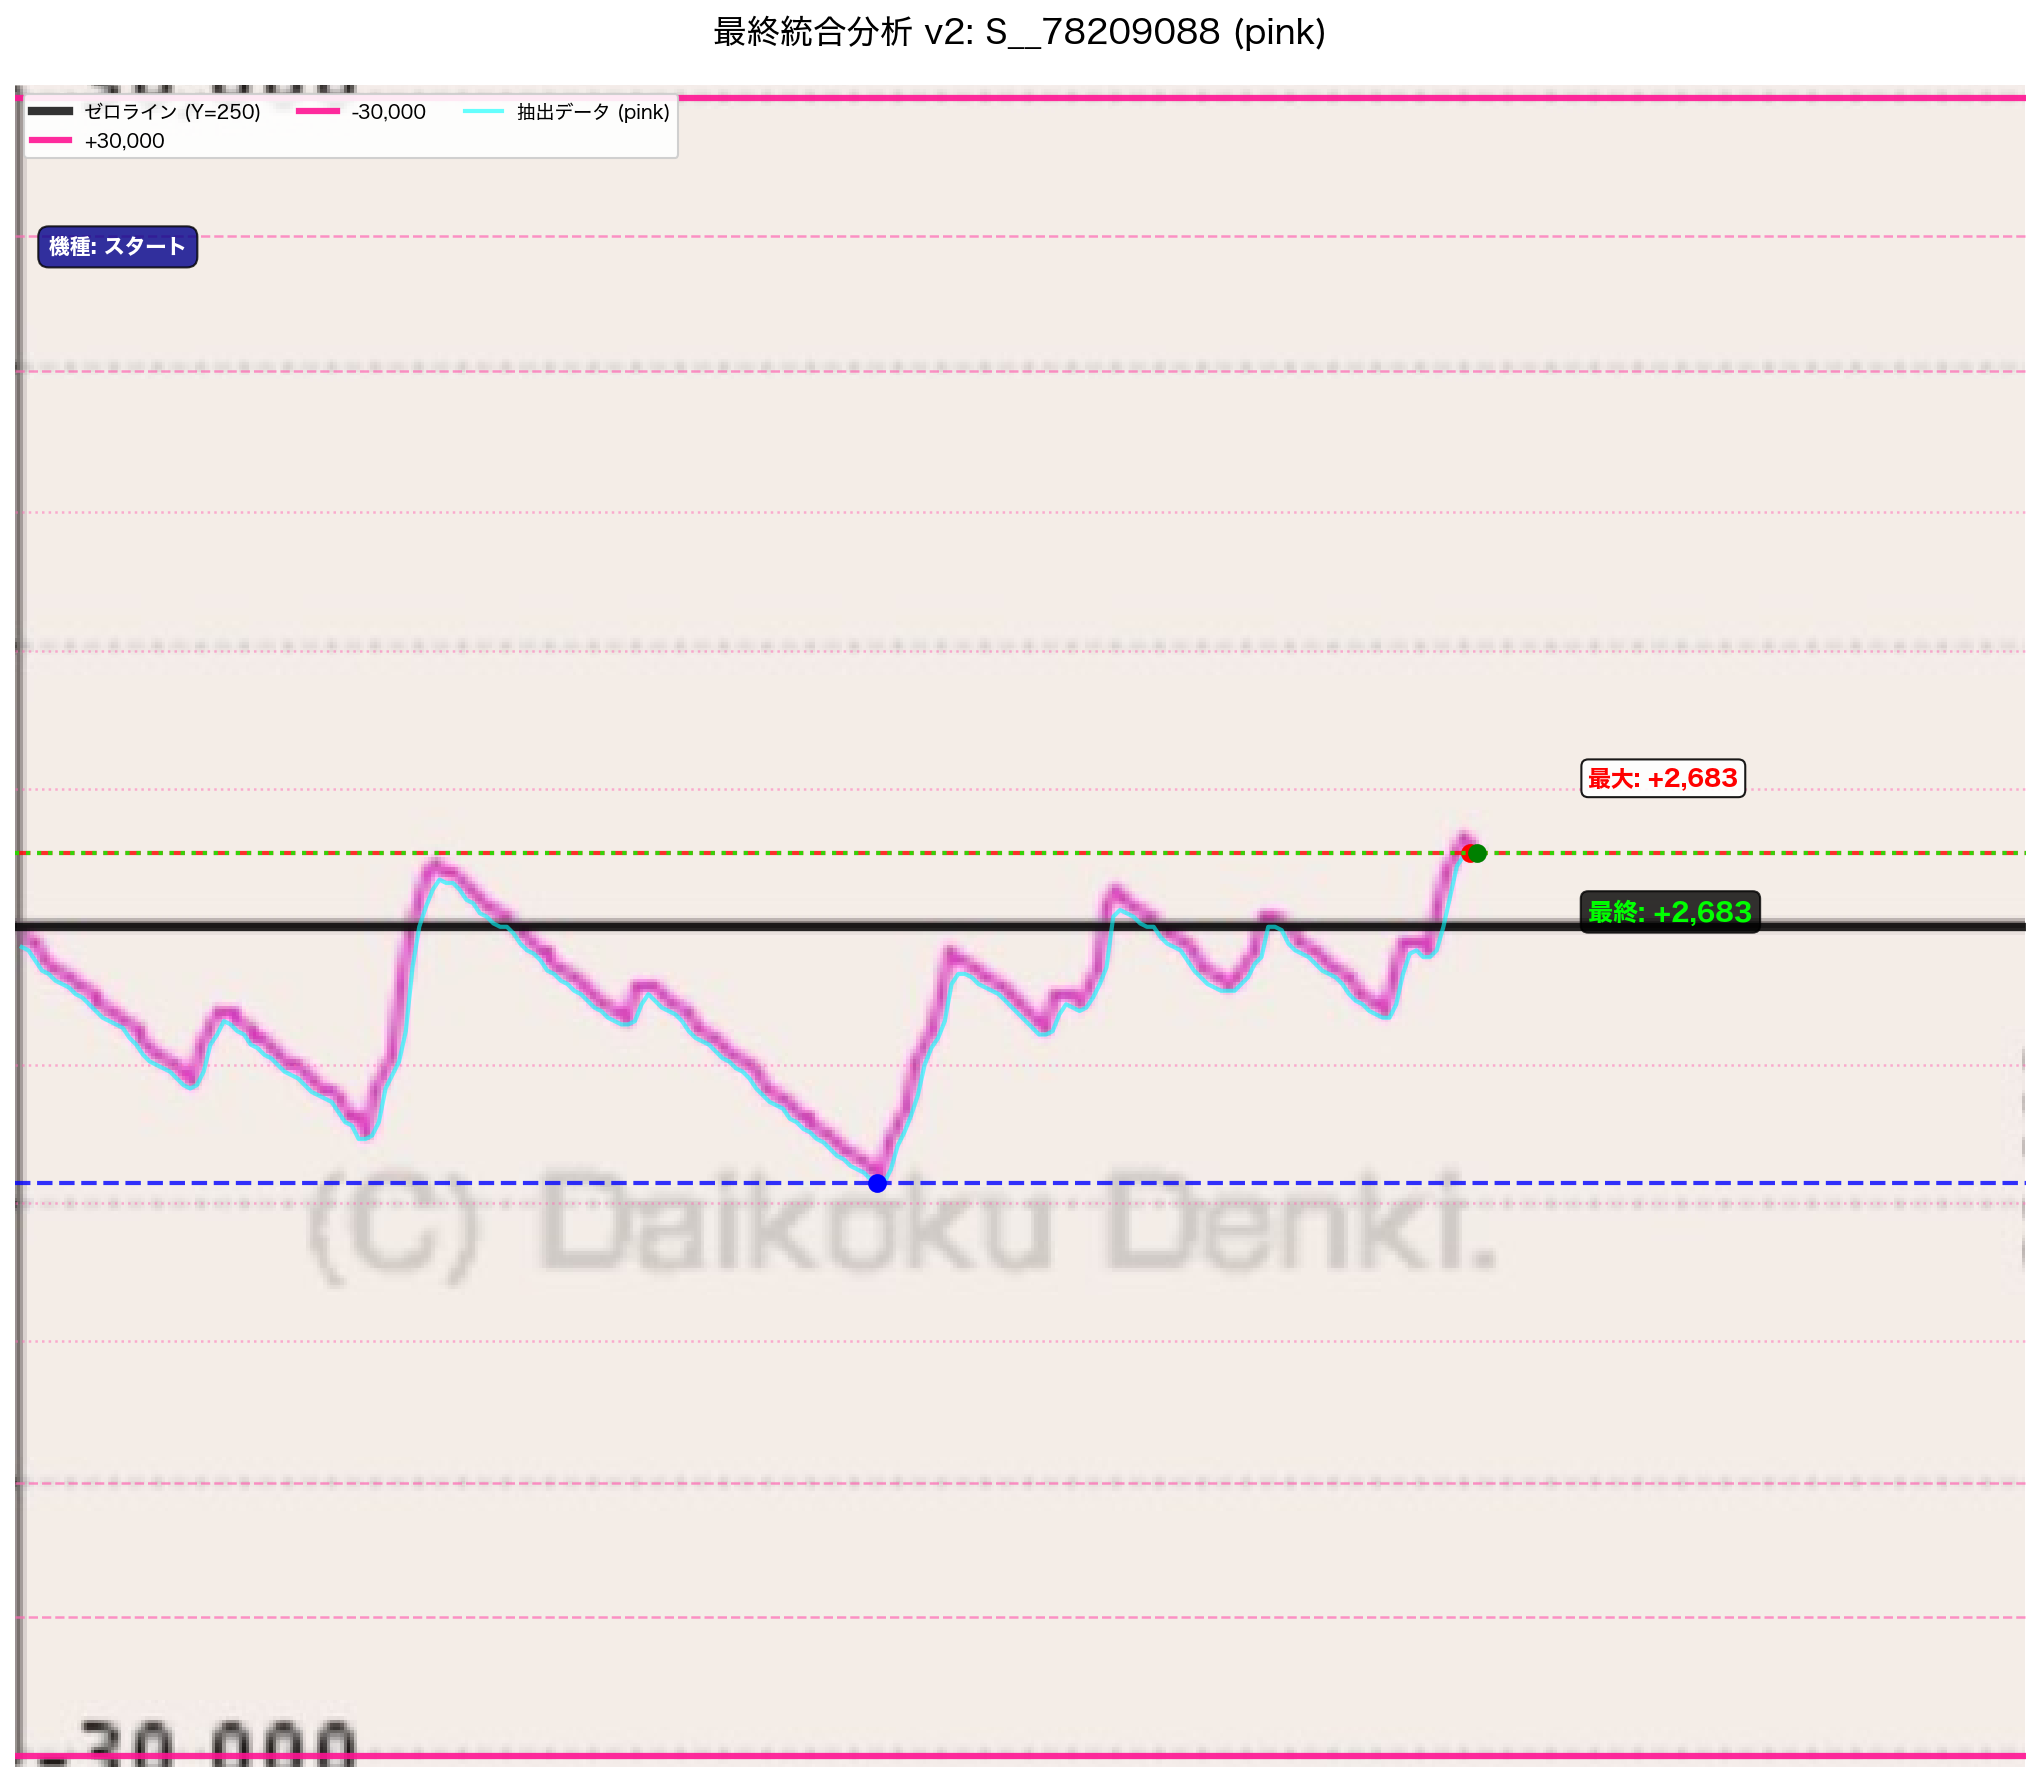 最終統合分析 v2: S__78209088 (pink)
ゼロライン (Y=250)
-30,000
抽出データ (pink)
+30,000
機種: スタート
最大: +2,683
最終: +2,683
(C) Daikoku Denki.
-30,000